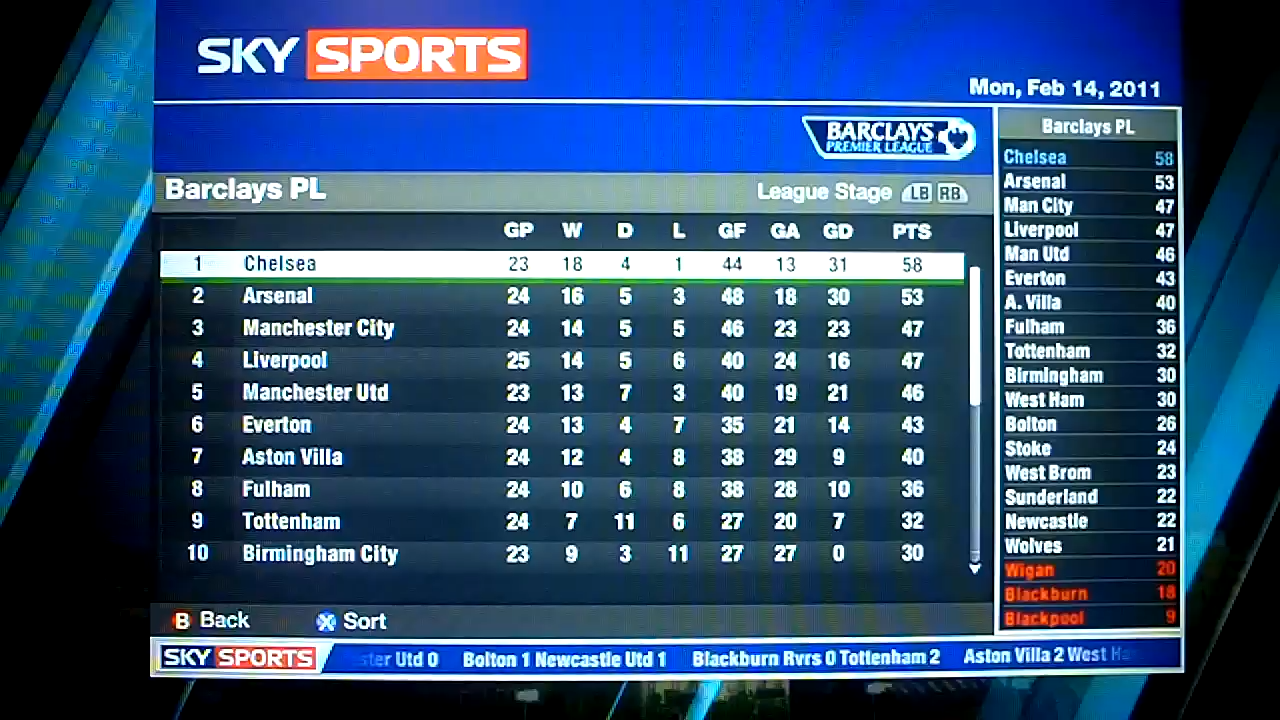 SKY SPORTS
Mon, Feb 14, 2011
BARCLAYS
PREMIER LEAGUE
Barclays PL
League Stage LB RB
GP W D L GF GA GD PTS
1 Chelsea 23 18 4 1 44 13 31 58
2 Arsenal 24 16 5 3 48 18 30 53
3 Manchester City 24 14 5 5 46 23 23 47
4 Liverpool 25 14 5 6 40 24 16 47
5 Manchester Utd 23 13 7 3 40 19 21 46
6 Everton 24 13 4 7 35 21 14 43
7 Aston Villa 24 12 4 8 38 29 9 40
8 Fulham 24 10 6 8 38 28 10 36
9 Tottenham 24 7 11 6 27 20 7 32
10 Birmingham City 23 9 3 11 27 27 0 30
B Back X Sort
Barclays PL
Chelsea 58
Arsenal 53
Man City 47
Liverpool 47
Man Utd 46
Everton 43
A. Villa 40
Fulham 36
Tottenham 32
Birmingham 30
West Ham 30
Bolton 26
Stoke 24
West Brom 23
Sunderland 22
Newcastle 22
Wolves 21
Wigan 20
Blackburn 18
Blackpool 9
SKY SPORTS ter Utd 0 Bolton 1 Newcastle Utd 1 Blackburn Rvrs 0 Tottenham 2 Aston Villa 2 West Ha